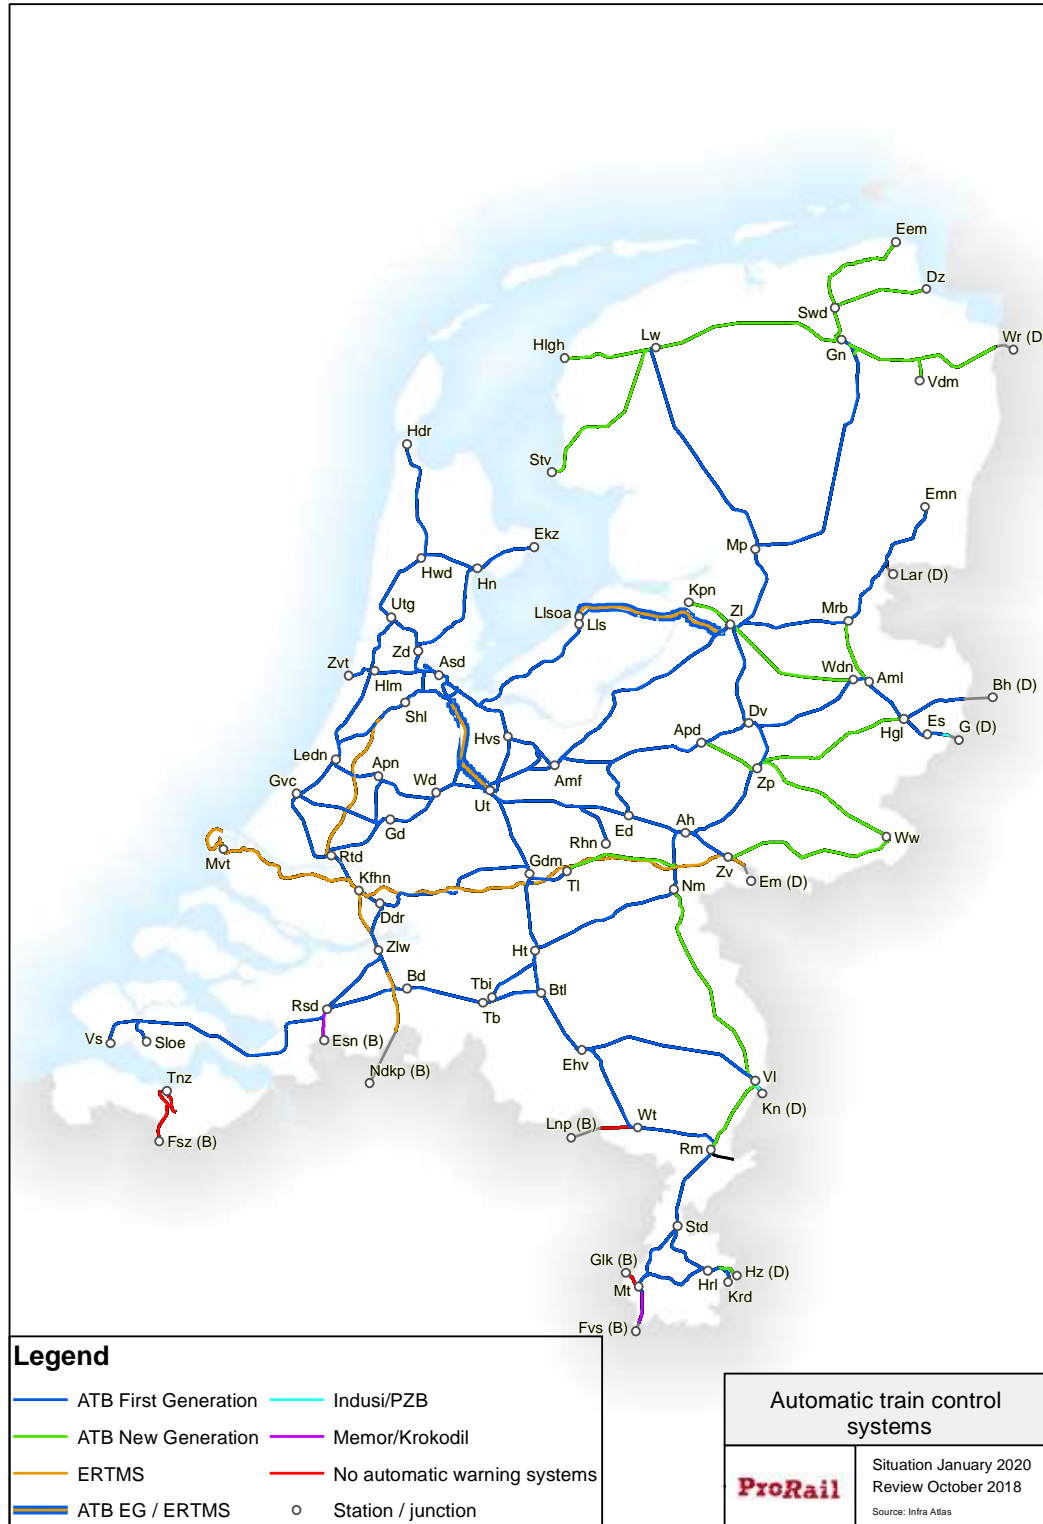 Eem
Dz
Swd
Lw
Hlgh
Gn
Wr (D
Vdm
Hdr
Stv
Emn
Ekz
Mp
Hwd
Hn
Lar (D)
Kpn
Utg
Llsoa
Lls
Zl
Mrb
Zd
Zvt
Asd
Hlm
Wdn
Aml
Bh (D)
Shl
Dv
Es
G (D)
Hvs
Apd
Hgl
Ledn
Apn
Gvc
Wd
Amf
Zp
Ut
Gd
Ed
Ah
Ww
Rhn
Mvt
Rtd
Gdm
Zv
Kfhn
Tl
Nm
Em (D)
Ddr
Zlw
Ht
Bd
Tbi
Btl
Rsd
Tb
Vs
Sloe
Esn (B)
Ehv
Ndkp (B)
Tnz
Vl
Kn (D)
Lnp (B)
Wt
Fsz (B)
Rm
Std
Glk (B)
Mt
Hrl
Hz (D)
Krd
Fvs (B)
Legend
ATB First Generation
ATB New Generation
ERTMS
ATB EG / ERTMS
Indusi/PZB
Memor/Krokodil
No automatic warning systems
Station / junction
Automatic train control
systems
ProRail
Situation January 2020
Review October 2018
Source: Infra Atlas